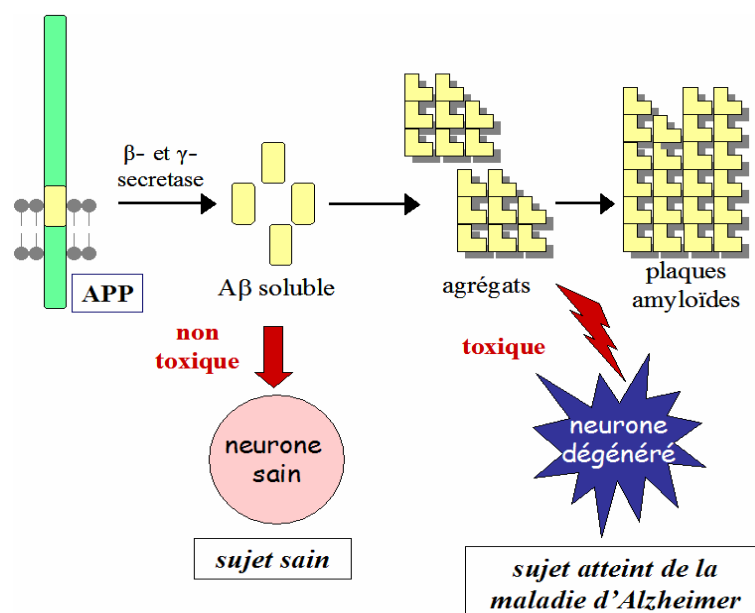 β- et γ-
secretase
APP
Aβ soluble
agrégats
plaques
amyloïdes
non
toxique
toxique
neurone
sain
neurone
dégénéré
sujet sain
sujet atteint de la
maladie d'Alzheimer